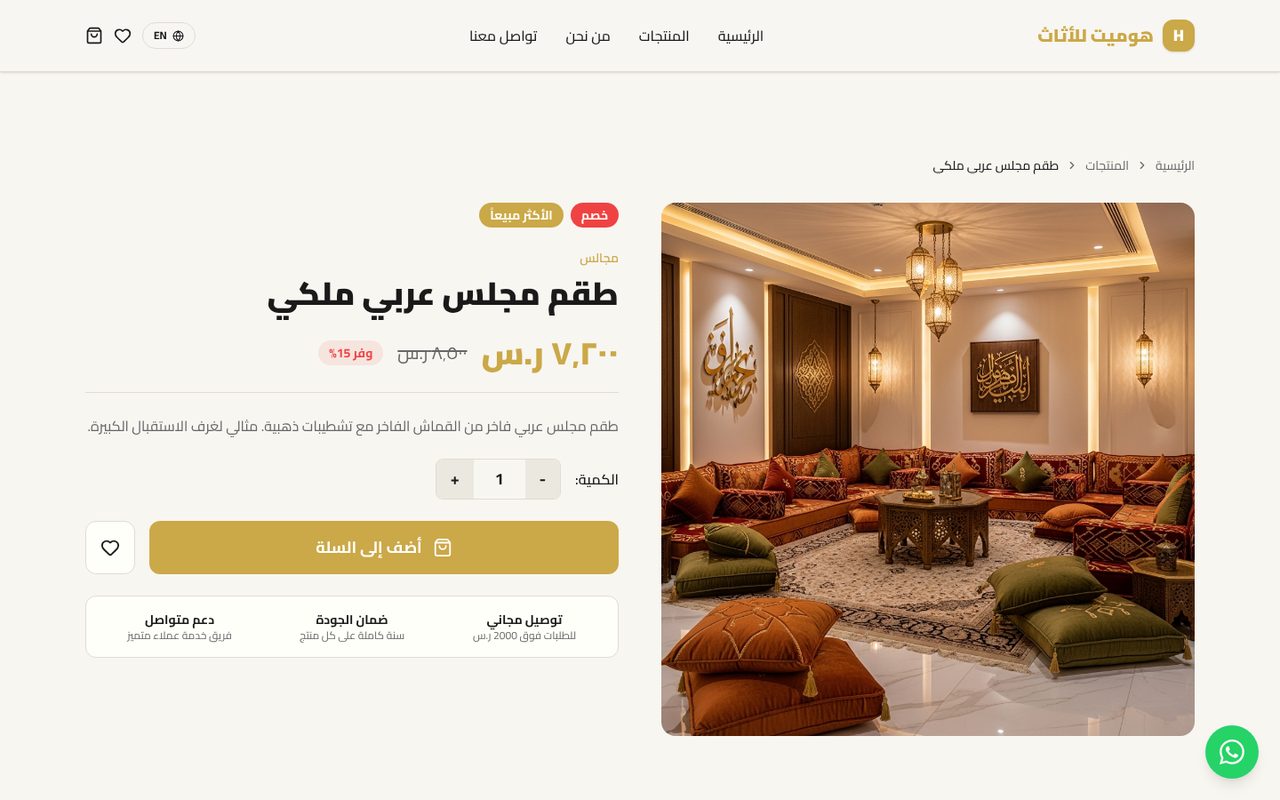 H هوميت للأثاث
الرئيسية
المنتجات
من نحن
تواصل معنا
EN
الرئيسية
المنتجات
طقم مجلس عربي ملكي
خصم
الأكثر مبيعاً
مجالس
طقم مجلس عربي ملكي
٧,٢٠٠ ر.س
٨,٥٠٠ ر.س
وفر 15%
طقم مجلس عربي فاخر من القماش الفاخر مع تشطيبات ذهبية. مثالي لغرف الاستقبال الكبيرة.
الكمية:
-
1
+
أضف إلى السلة
توصيل مجاني
للطلبات فوق 2000 ر.س
ضمان الجودة
سنة كاملة على كل منتج
دعم متواصل
فريق خدمة عملاء متميز